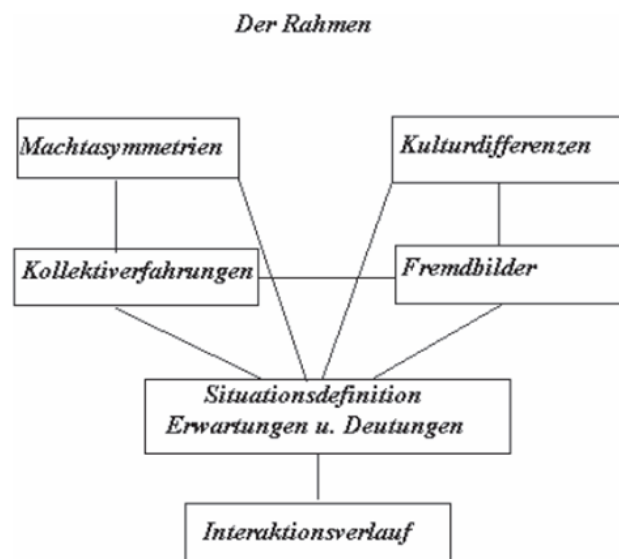 Der Rahmen
Machtasymmetrien
Kulturdifferenzen
Kollektiverfahrungen
Fremdbilder
Situationsdefinition
Erwartungen u. Deutungen
Interaktionsverlauf